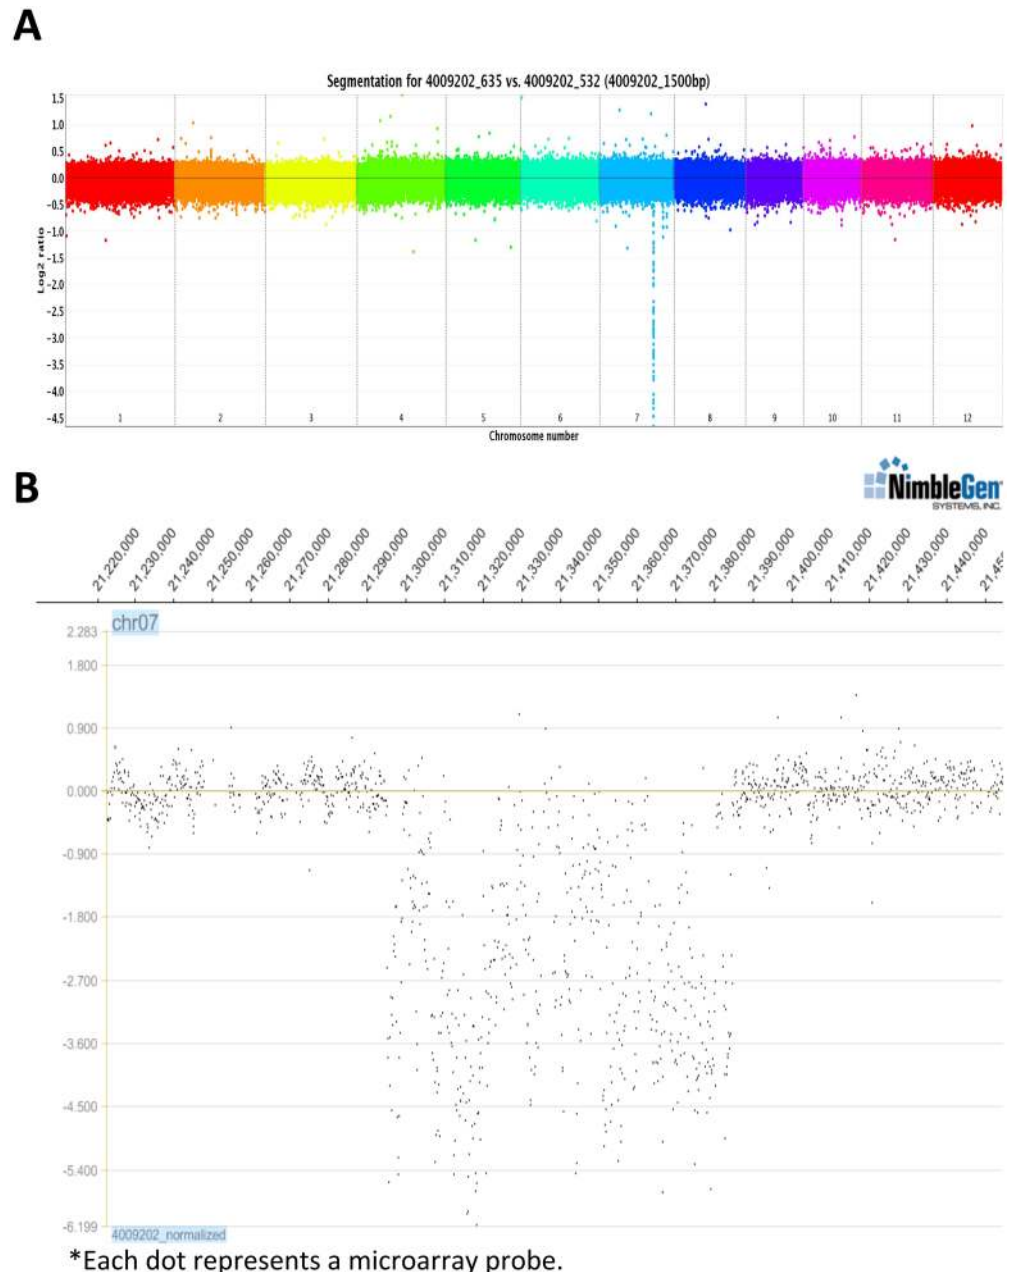 A
Segmentation for 4009202_635 vs. 4009202_532 (4009202_1500bp)
1.5
1.0
0.5
0.0
−0.5
−1.0
−1.5
−2.0
−2.5
−3.0
−3.5
−4.0
−4.5
Log2 ratio
1 2 3 4 5 6 7 8 9 10 11 12
Chromosome number
B
NimbleGen
SYSTEMS, INC.
21,220,000 21,230,000 21,240,000 21,250,000 21,260,000 21,270,000 21,280,000 21,290,000 21,300,000 21,310,000 21,320,000 21,330,000 21,340,000 21,350,000 21,360,000 21,370,000 21,380,000 21,390,000 21,400,000 21,410,000 21,420,000 21,430,000 21,440,000
chr07
2.283
1.800
0.900
0.000
-0.900
-1.800
-2.700
-3.600
-4.500
-5.400
-6.199
4009202_normalized
*Each dot represents a microarray probe.